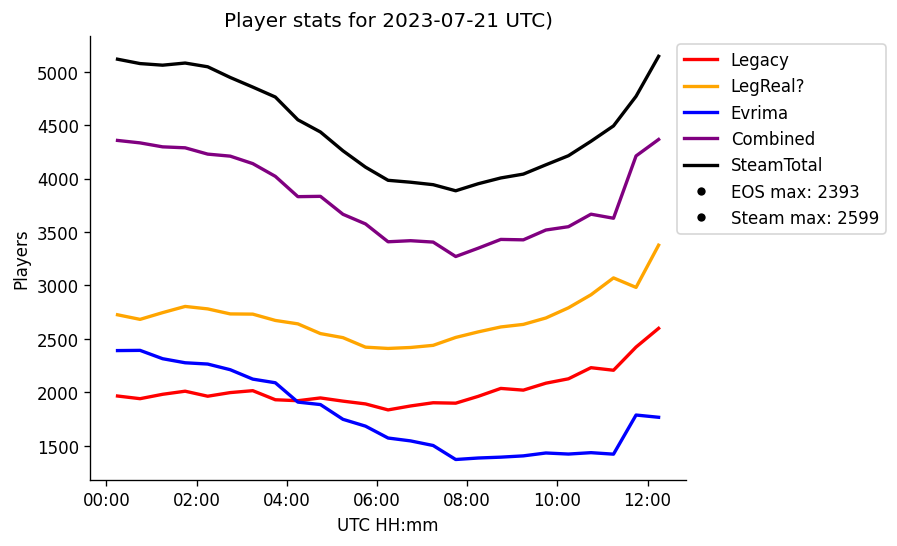 Player stats for 2023-07-21 UTC)
Players
5000
4500
4000
3500
3000
2500
2000
1500
00:00 02:00 04:00 06:00 08:00 10:00 12:00
UTC HH:mm
Legacy
LegReal?
Evrima
Combined
SteamTotal
EOS max: 2393
Steam max: 2599